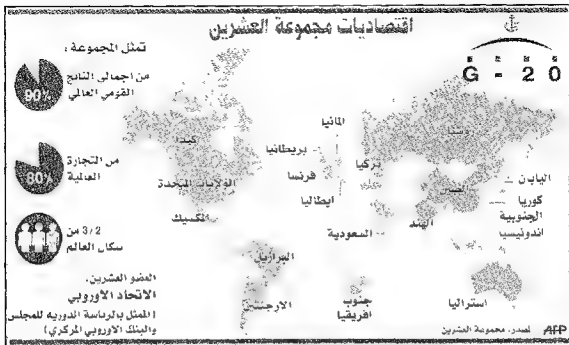 اقتصاديات مجموعة العشرين
G - 20
تمثل المجموعة :
90%
من اجمالى الناتج
القومي العالمي
80%
من التجارة
العالمية
2/3 من
سكان العالم
العضو العشرين،
الاتحاد الاوروبي
(الممثل بالرئاسة الدوريه للمجلس
والبنك الاوروبي المركزي)
كندا
الولايات المتحدة
المكسيك
البرازيل
الارجنتين
المانيا
بريطانيا
فرنسا
ايطاليا
تركيا
روسيا
السعودية
الهند
الصين
اليابان
كوريا
الجنوبية
اندونيسيا
جنوب
افريقيا
استراليا
المصدر، مجموعة العشرين
AFP